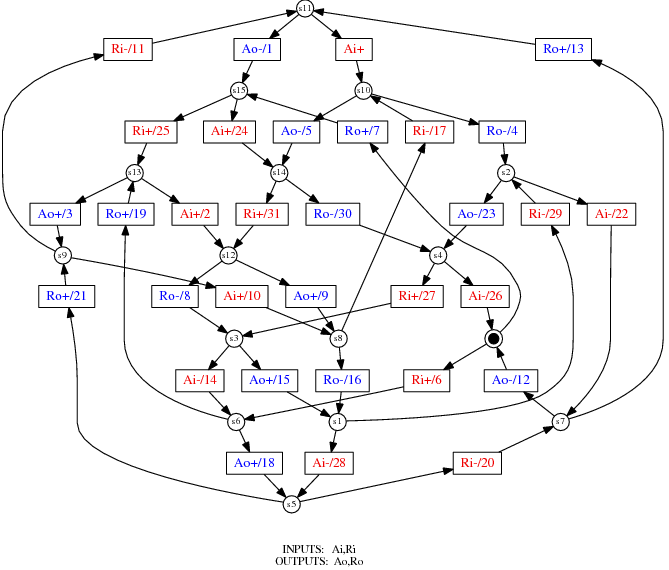 s11
Ri-/11
Ao-/1
Ai+
Ro+/13
s15
s10
Ri+/25
Ai+/24
Ao-/5
Ro+/7
Ri-/17
Ro-/4
s13
s14
s2
Ao+/3
Ro+/19
Ai+/2
Ri+/31
Ro-/30
Ao-/23
Ri-/29
Ai-/22
s9
s12
s4
Ro+/21
Ro-/8
Ai+/10
Ao+/9
Ri+/27
Ai-/26
s3
s8
Ai-/14
Ao+/15
Ro-/16
Ri+/6
Ao-/12
s6
s1
s7
Ao+/18
Ai-/28
Ri-/20
s5
INPUTS: Ai,Ri
OUTPUTS: Ao,Ro